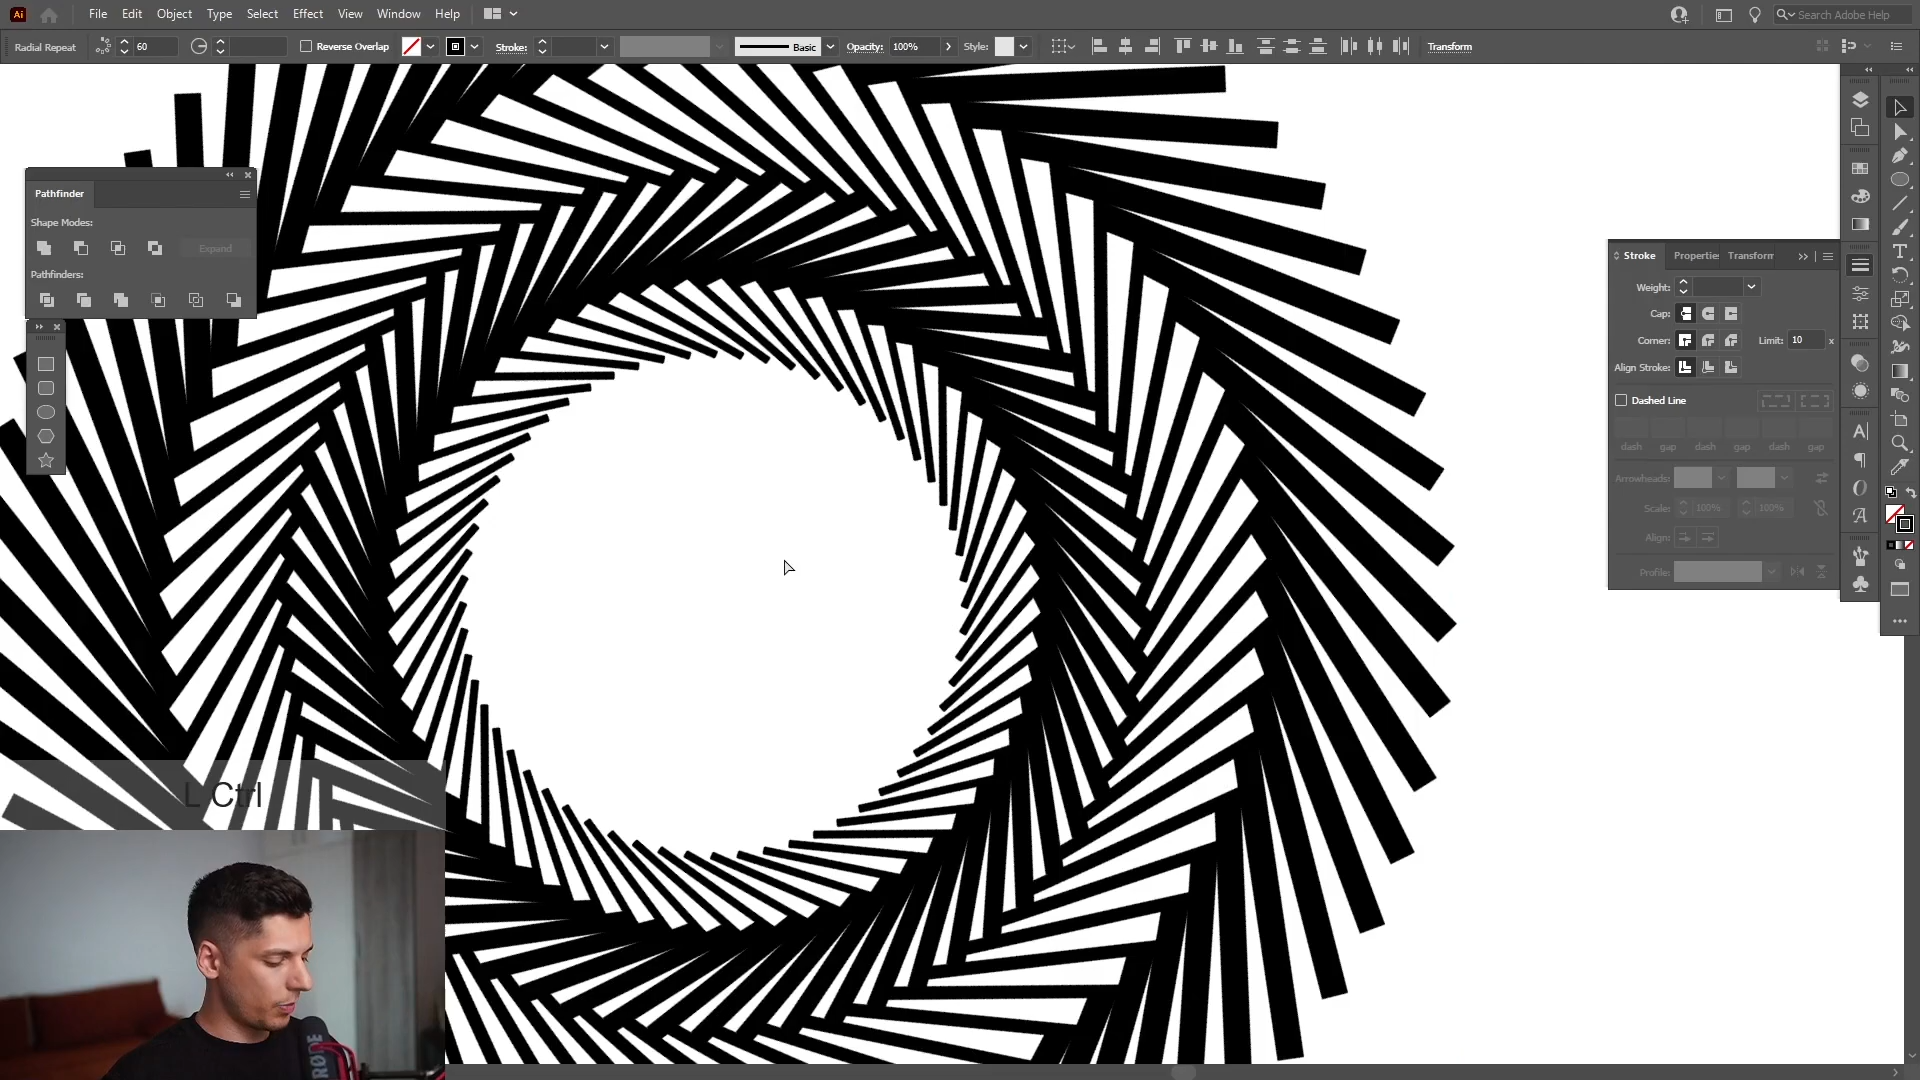 Ai File Edit Object Type Select Effect View Window Help Search Adobe Help
Radial Repeat 60 Reverse Overlap Stroke: Basic Opacity: 100% Style: Transform
Pathfinder
Shape Modes:
Expand
Pathfinders:
Stroke Properties Transform
Weight:
Cap:
Corner: Limit: 10 x
Align Stroke:
Dashed Line
dash gap dash gap dash gap
Arrowheads:
Scale: 100% 100%
Align:
Profile:
L Ctrl
RØDE